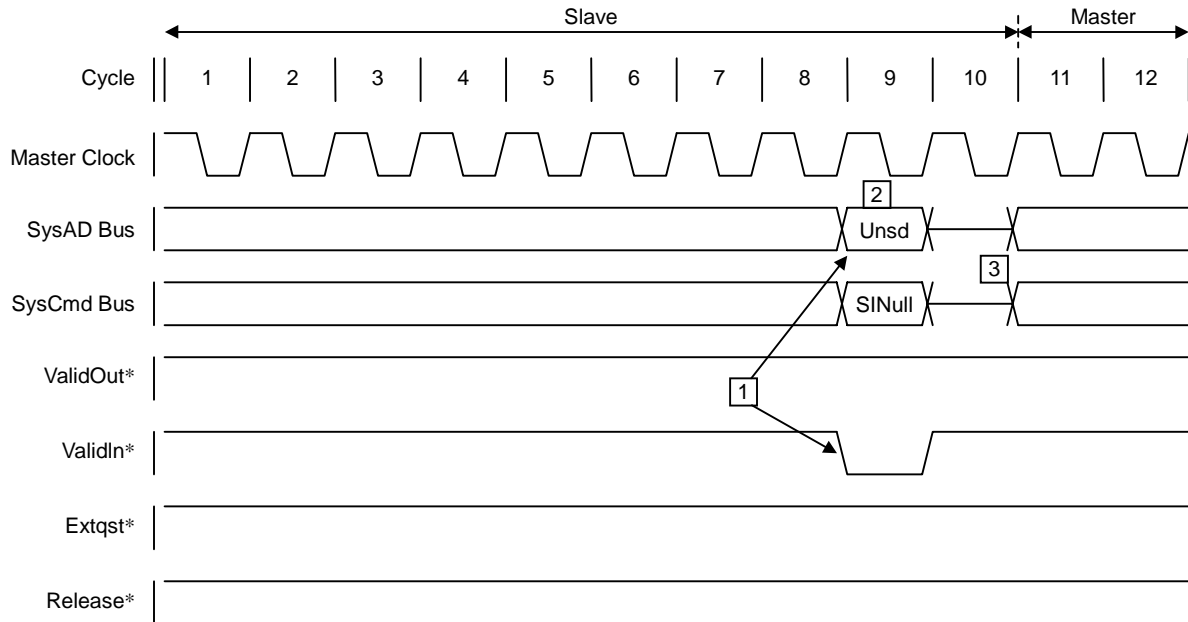 Slave Master
Cycle 1 2 3 4 5 6 7 8 9 10 11 12
Master Clock
2
SysAD Bus Unsd
3
SysCmd Bus SINull
ValidOut*
1
ValidIn*
Extqst*
Release*